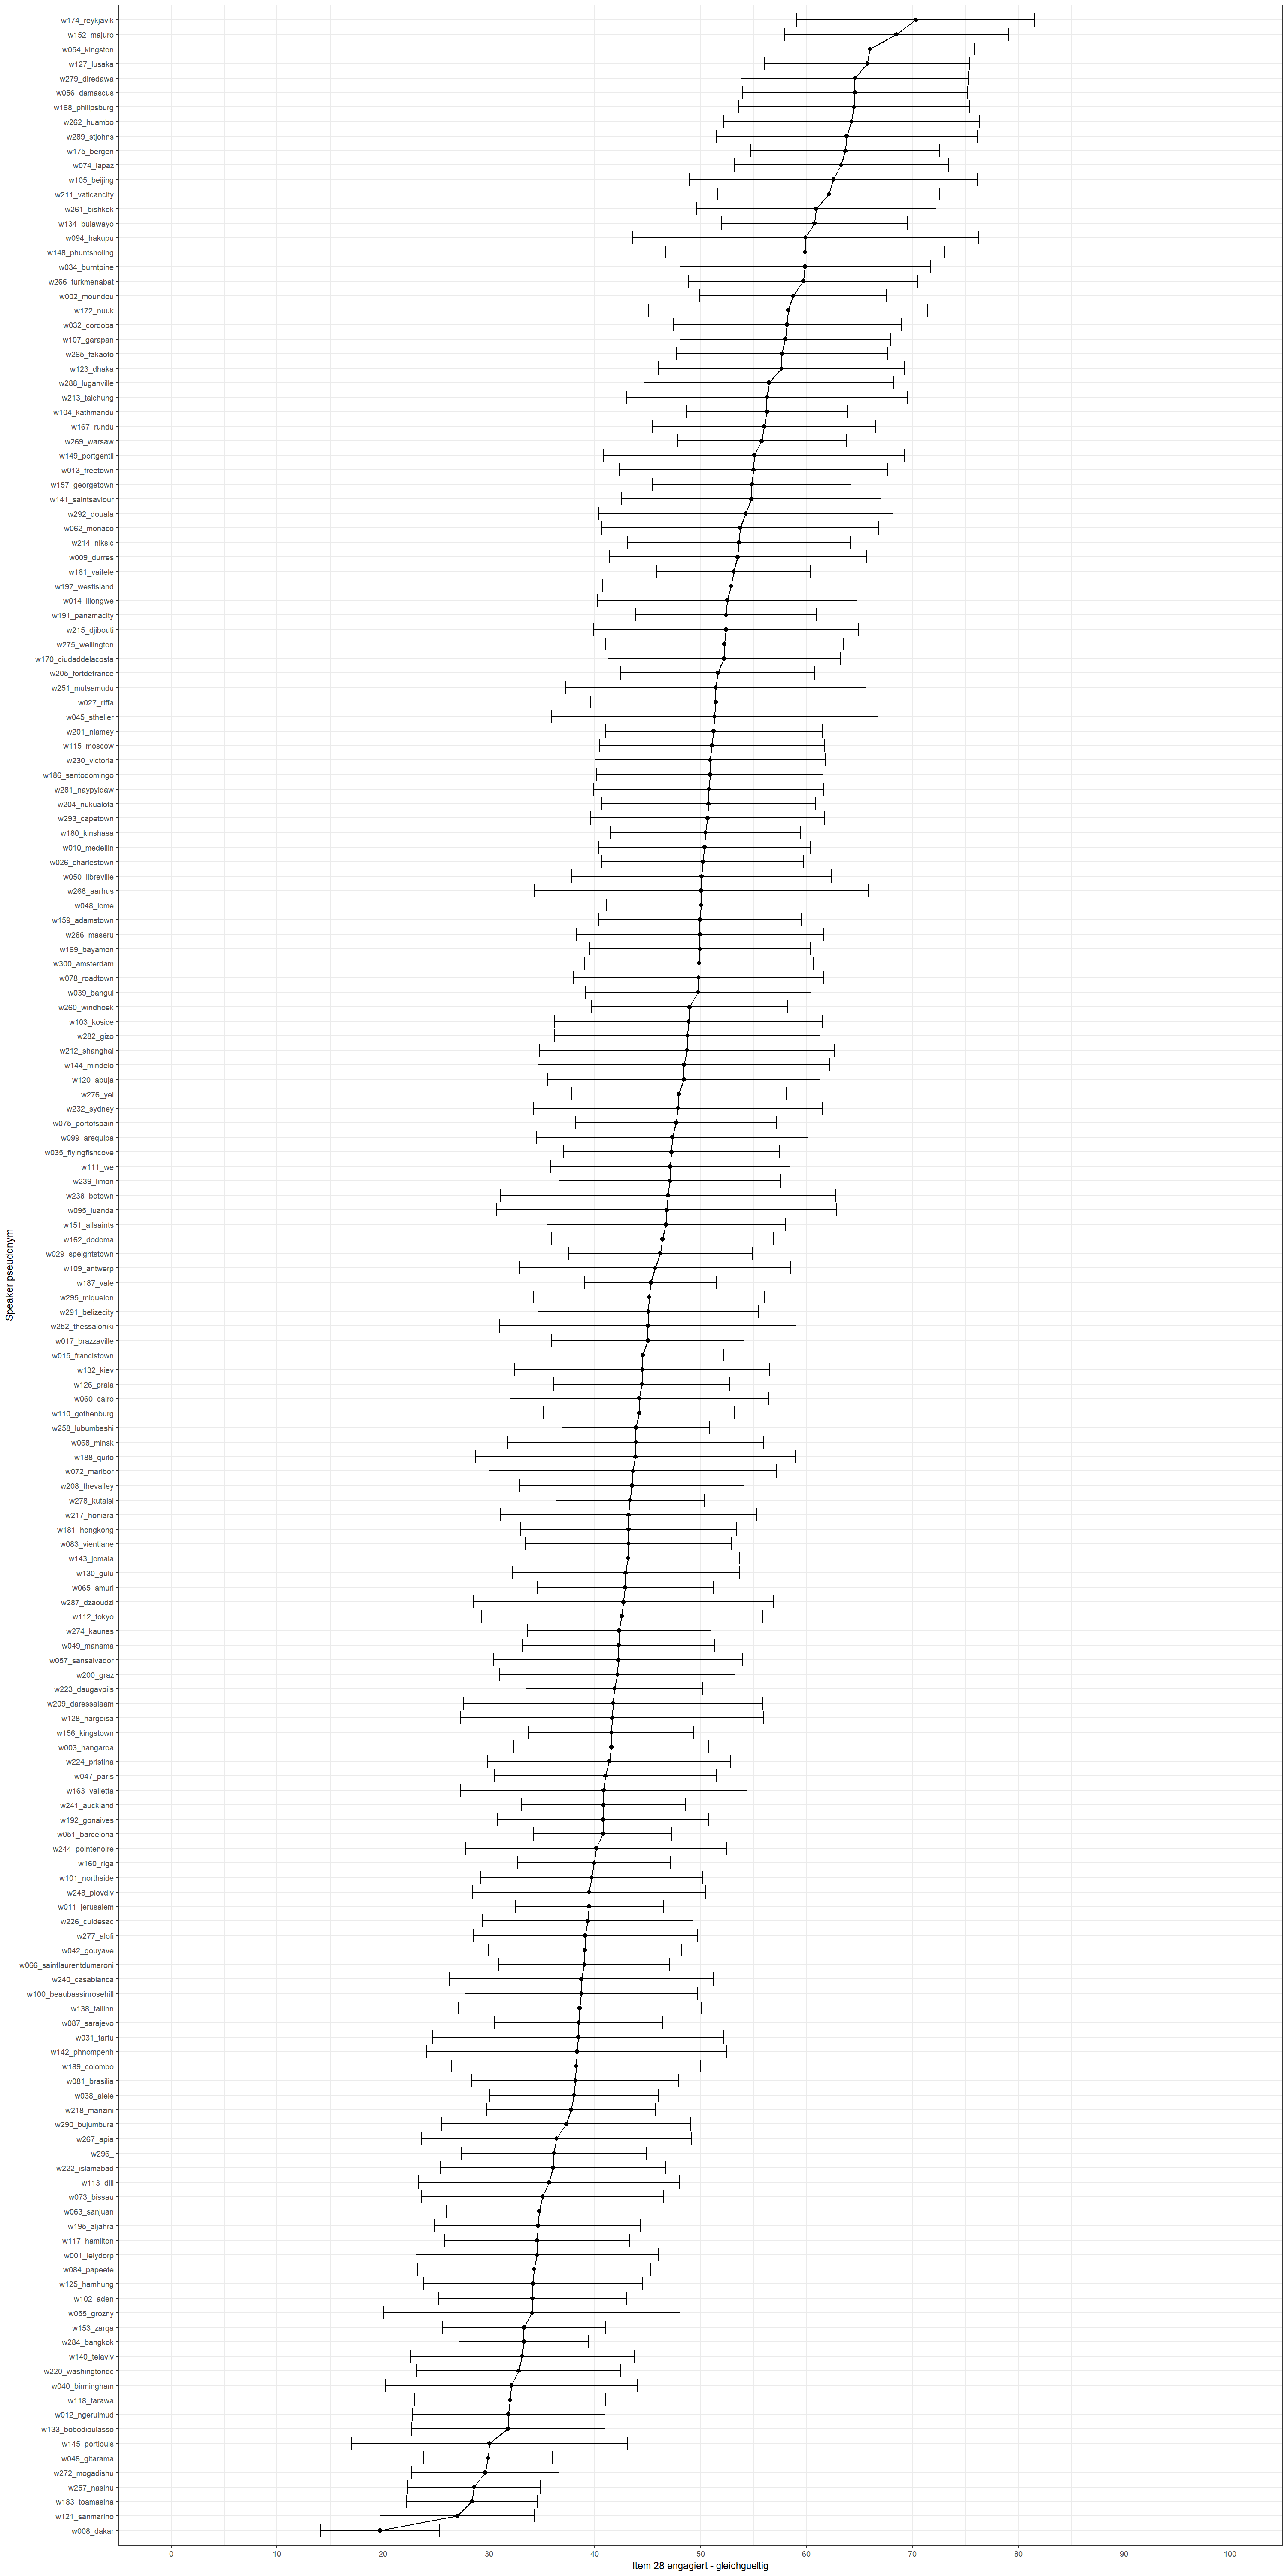 w174_reykjavik
w152_majuro
w054_kingston
w127_lusaka
w279_diredawa
w056_damascus
w168_philipsburg
w262_huambo
w289_stjohns
w175_bergen
w074_lapaz
w105_beijing
w211_vaticancity
w261_bishkek
w134_bulawayo
w094_hakupu
w148_phuntsholing
w034_burntpine
w266_turkmenabat
w002_moundou
w172_nuuk
w032_cordoba
w107_garapan
w265_fakaofo
w123_dhaka
w288_luganville
w213_taichung
w104_kathmandu
w167_rundu
w269_warsaw
w149_portgentil
w013_freetown
w157_georgetown
w141_saintsaviour
w292_douala
w062_monaco
w214_niksic
w009_durres
w161_vaitele
w197_westisland
w014_lilongwe
w191_panamacity
w215_djibouti
w275_wellington
w170_ciudaddelacosta
w205_fortdefrance
w251_mutsamudu
w027_riffa
w045_sthelier
w201_niamey
w115_moscow
w230_victoria
w186_santodomingo
w281_naypyidaw
w204_nukualofa
w293_capetown
w180_kinshasa
w010_medellin
w026_charlestown
w050_libreville
w268_aarhus
w048_lome
w159_adamstown
w286_maseru
w169_bayamon
w300_amsterdam
w078_roadtown
w039_bangui
w260_windhoek
w103_kosice
w282_gizo
w212_shanghai
w144_mindelo
w120_abuja
w276_yei
w232_sydney
w075_portofspain
w099_arequipa
w035_flyingfishcove
w111_we
w239_limon
w238_botown
w095_luanda
w151_allsaints
w162_dodoma
w029_speightstown
w109_antwerp
w187_vale
w295_miquelon
w291_belizecity
w252_thessaloniki
w017_brazzaville
w015_francistown
w132_kiev
w126_praia
w060_cairo
w110_gothenburg
w258_lubumbashi
w068_minsk
w188_quito
w072_maribor
w208_thevalley
w278_kutaisi
w217_honiara
w181_hongkong
w083_vientiane
w143_jomala
w130_gulu
w065_amuri
w287_dzaoudzi
w112_tokyo
w274_kaunas
w049_manama
w057_sansalvador
w200_graz
w223_daugavpils
w209_daressalaam
w128_hargeisa
w156_kingstown
w003_hangaroa
w224_pristina
w047_paris
w163_valletta
w241_auckland
w192_gonaives
w051_barcelona
w244_pointenoire
w160_riga
w101_northside
w248_plovdiv
w011_jerusalem
w226_culdesac
w277_alofi
w042_gouyave
w066_saintlaurentdumaroni
w240_casablanca
w100_beaubassinrosehill
w138_tallinn
w087_sarajevo
w031_tartu
w142_phnompenh
w189_colombo
w081_brasilia
w038_alele
w218_manzini
w290_bujumbura
w267_apia
w296_
w222_islamabad
w113_dili
w073_bissau
w063_sanjuan
w195_aljahra
w117_hamilton
w001_lelydorp
w084_papeete
w125_hamhung
w102_aden
w055_grozny
w153_zarqa
w284_bangkok
w140_telaviv
w220_washingtondc
w040_birmingham
w118_tarawa
w012_ngerulmud
w133_bobodioulasso
w145_portlouis
w046_gitarama
w272_mogadishu
w257_nasinu
w183_toamasina
w121_sanmarino
w008_dakar
Speaker pseudonym
0 10 20 30 40 50 60 70 80 90 100
Item 28 engagiert - gleichgueltig